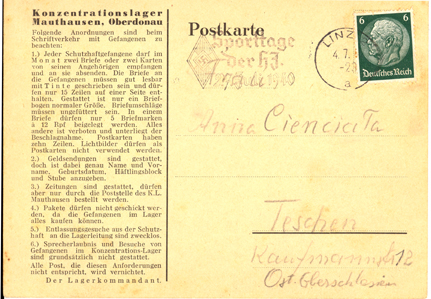 Konzentrationslager
Mauthausen, Oberdonau
Folgende Anordnungen sind beim
Schriftverkehr mit Gefangenen zu
beachten:
1.) Jeder Schutzhaftgefangene darf im
Monat zwei Briefe oder zwei Karten
von seinen Angehörigen empfangen
und an sie absenden. Die Briefe an
die Gefangenen müssen gut lesbar
mit Tinte geschrieben sein und dür-
fen nur 15 Zeilen auf einer Seite ent-
halten. Gestattet ist nur ein Brief-
bogen normaler Größe. Briefumschläge
müssen ungefüttert sein. In einem
Briefe dürfen nur 5 Briefmarken
à 12 Rpf beigelegt werden. Alles
andere ist verboten und unterliegt der
Beschlagnahme. Postkarten haben
zehn Zeilen. Lichtbilder dürfen als
Postkarten nicht verwendet werden.
2.) Geldsendungen sind gestattet,
doch ist dabei genau Name und Vor-
name, Geburtsdatum, Häftlingsblock
und Stube anzugeben.
3.) Zeitungen sind gestattet, dürfen
aber nur durch die Poststelle des K.L.
Mauthausen bestellt werden.
4.) Pakete dürfen nicht geschickt wer-
den, da die Gefangenen im Lager
alles kaufen können.
5.) Entlassungsgesuche aus der Schutz-
haft an die Lagerleitung sind zwecklos.
6.) Sprecherlaubnis und Besuche von
Gefangenen im Konzentrations-Lager
sind grundsätzlich nicht gestattet.
Alle Post, die diesen Anforderungen
nicht entspricht, wird vernichtet.
Der Lagerkommandant.
Postkarte
Sporttage
der HJ.
LINZ
4.7.
a
6 6
Deutsches Reich
Anna Cienciała
Teschen
Kaufmannstr 12
Ost. Oberschlesien